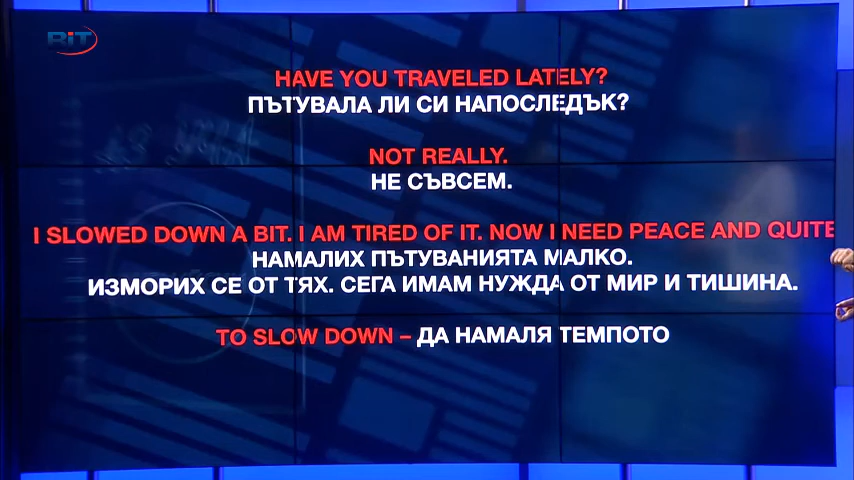 BiT
HAVE YOU TRAVELED LATELY?
ПЪТУВАЛА ЛИ СИ НАПОСЛЕДЪК?
NOT REALLY.
НЕ СЪВСЕМ.
I SLOWED DOWN A BIT. I AM TIRED OF IT. NOW I NEED PEACE AND QUITE
НАМАЛИХ ПЪТУВАНИЯТА МАЛКО.
ИЗМОРИХ СЕ ОТ ТЯХ. СЕГА ИМАМ НУЖДА ОТ МИР И ТИШИНА.
TO SLOW DOWN – ДА НАМАЛЯ ТЕМПОТО